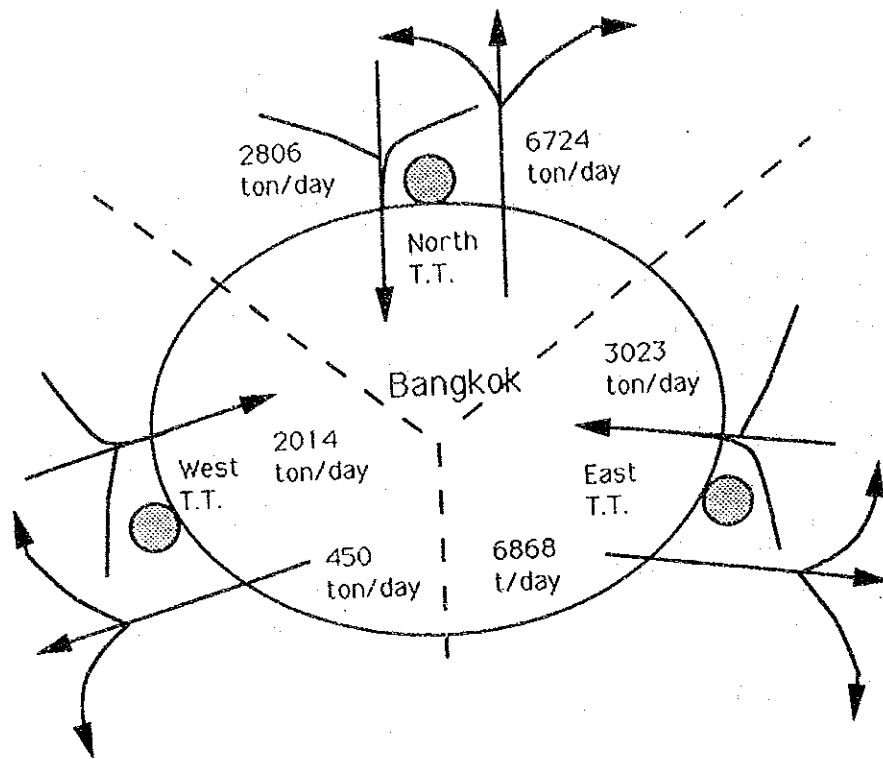 2806
ton/day
6724
ton/day
North
T.T.
3023
ton/day
Bangkok
West
T.T.
2014
ton/day
East
T.T.
450
ton/day
6868
t/day